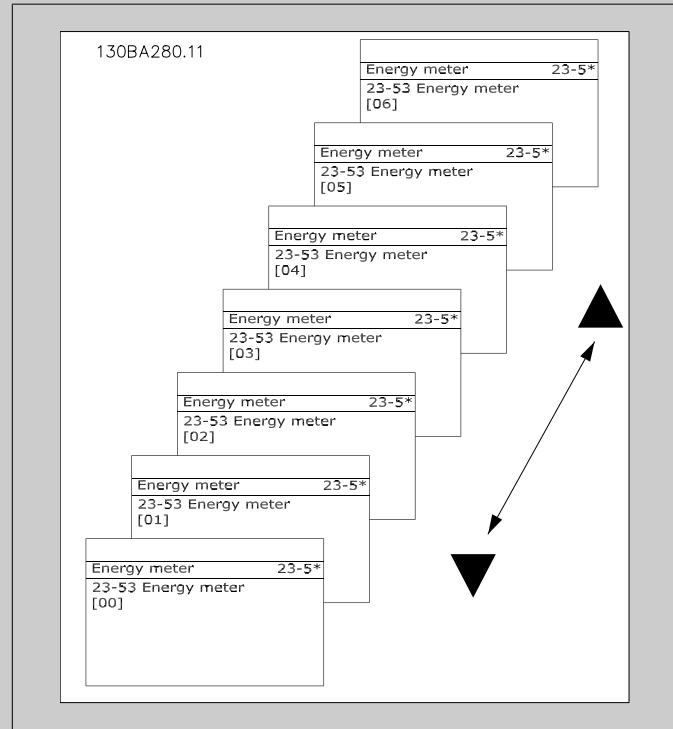 130BA280.11
Energy meter 23-5*
23-53 Energy meter
[06]
Energy meter 23-5*
23-53 Energy meter
[05]
Energy meter 23-5*
23-53 Energy meter
[04]
Energy meter 23-5*
23-53 Energy meter
[03]
Energy meter 23-5*
23-53 Energy meter
[02]
Energy meter 23-5*
23-53 Energy meter
[01]
Energy meter 23-5*
23-53 Energy meter
[00]